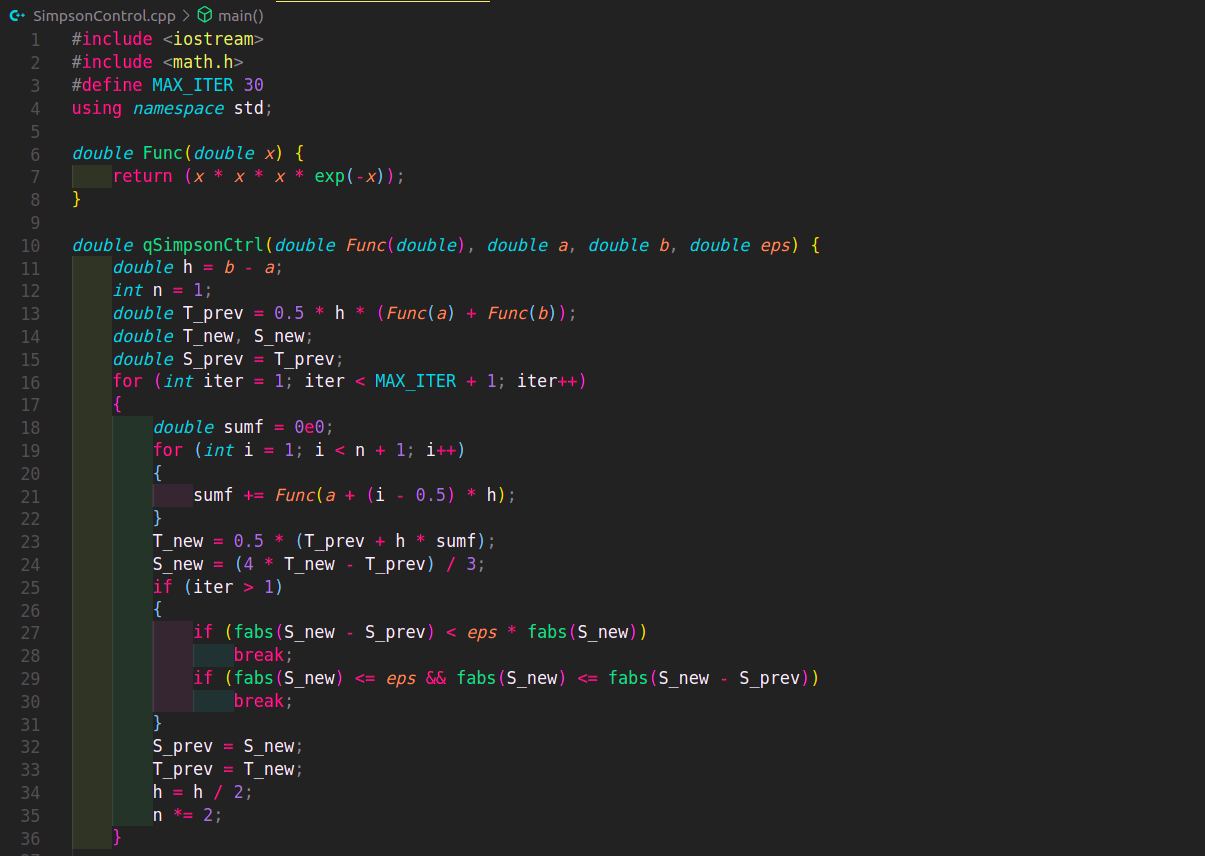 SimpsonControl.cpp > main()
1 #include <iostream>
2 #include <math.h>
3 #define MAX_ITER 30
4 using namespace std;
5
6 double Func(double x) {
7 return (x * x * x * exp(-x));
8 }
9
10 double qSimpsonCtrl(double Func(double), double a, double b, double eps) {
11 double h = b - a;
12 int n = 1;
13 double T_prev = 0.5 * h * (Func(a) + Func(b));
14 double T_new, S_new;
15 double S_prev = T_prev;
16 for (int iter = 1; iter < MAX_ITER + 1; iter++)
17 {
18 double sumf = 0e0;
19 for (int i = 1; i < n + 1; i++)
20 {
21 sumf += Func(a + (i - 0.5) * h);
22 }
23 T_new = 0.5 * (T_prev + h * sumf);
24 S_new = (4 * T_new - T_prev) / 3;
25 if (iter > 1)
26 {
27 if (fabs(S_new - S_prev) < eps * fabs(S_new))
28 break;
29 if (fabs(S_new) <= eps && fabs(S_new) <= fabs(S_new - S_prev))
30 break;
31 }
32 S_prev = S_new;
33 T_prev = T_new;
34 h = h / 2;
35 n *= 2;
36 }